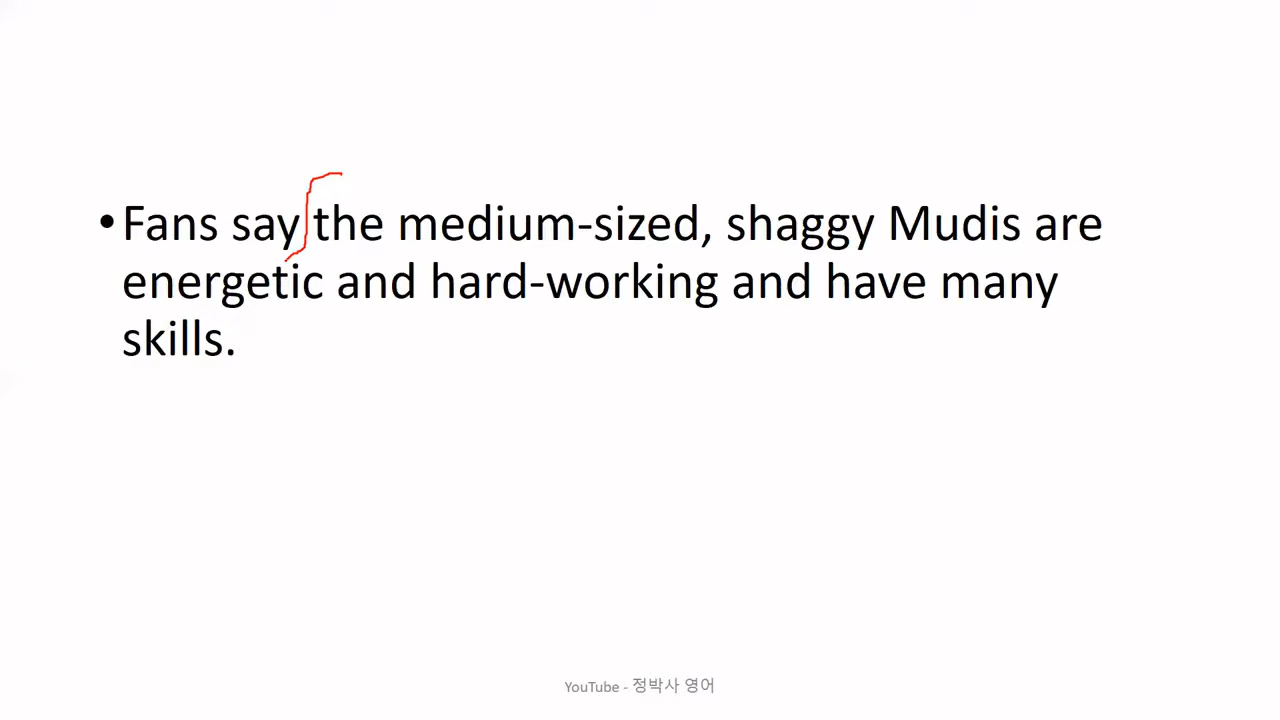 •Fans say the medium-sized, shaggy Mudis are
energetic and hard-working and have many
skills.
YouTube - 정박사 영어